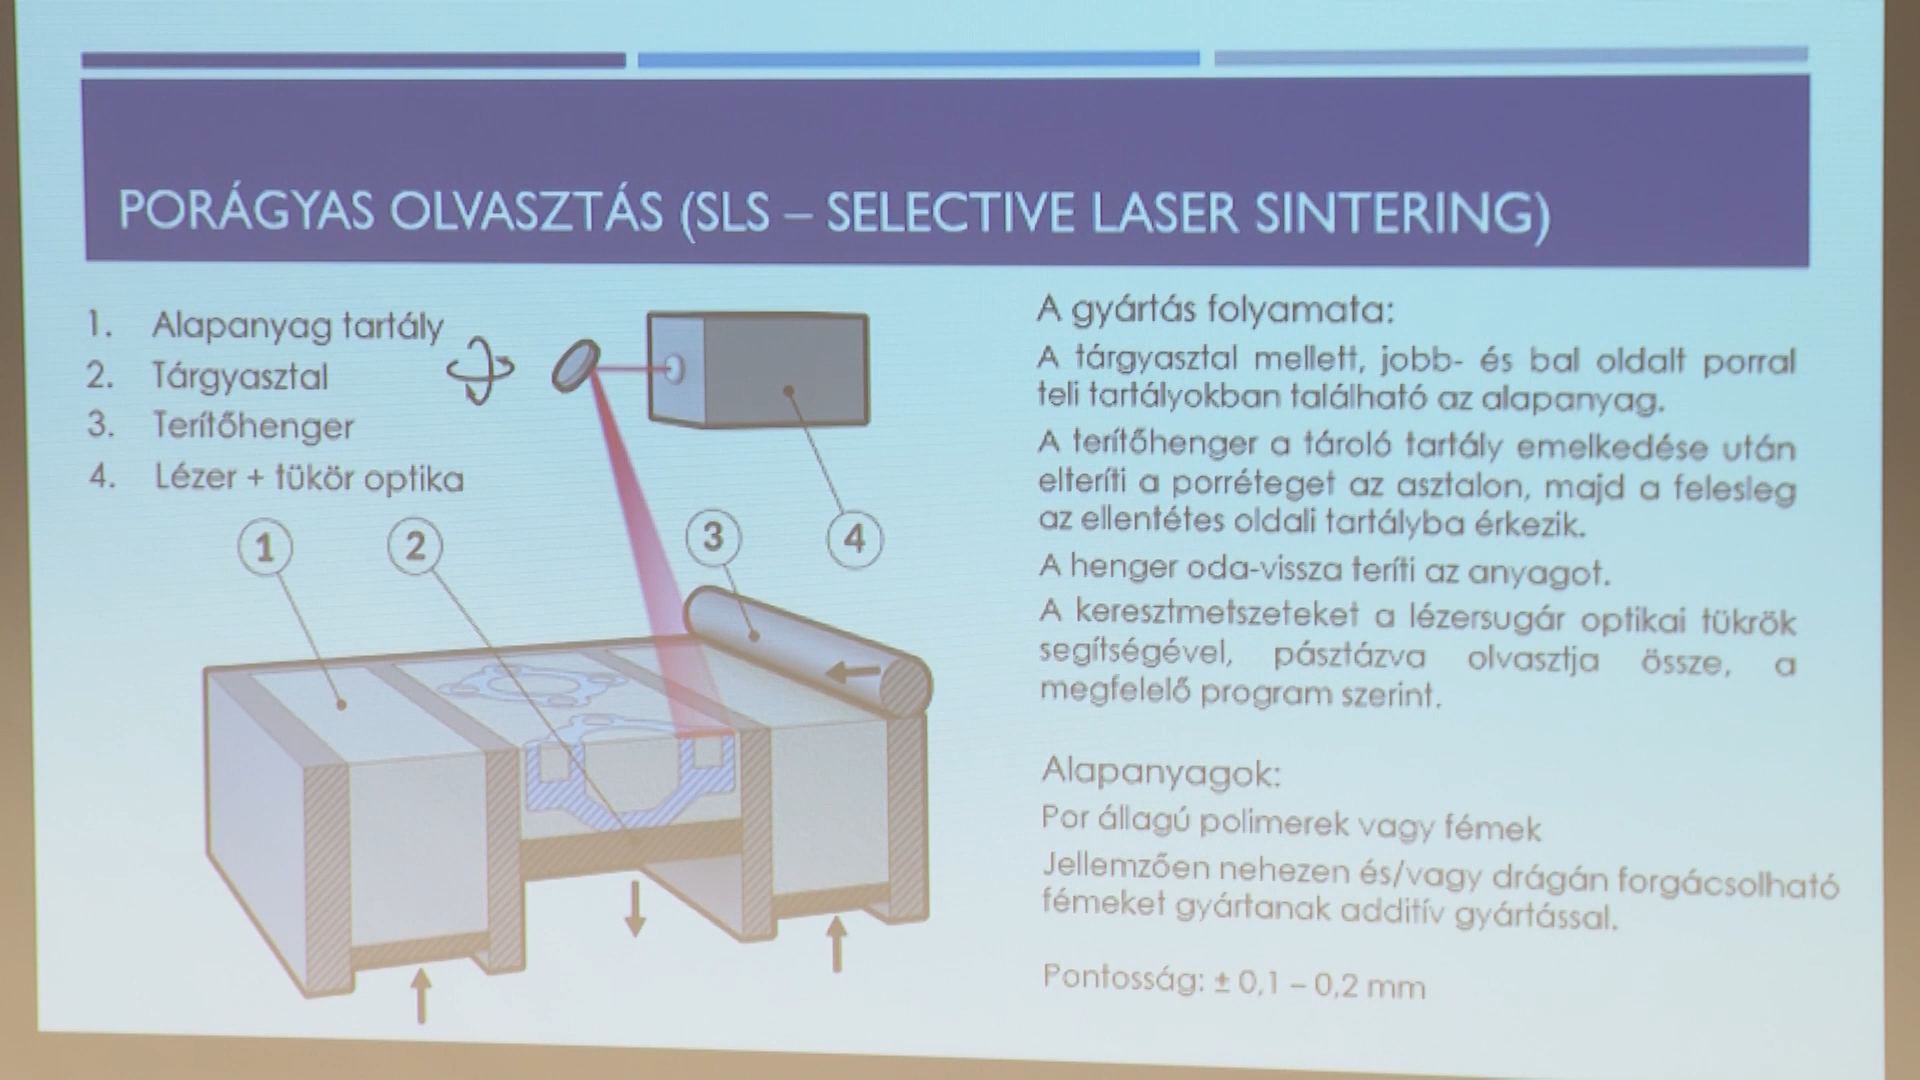 PORÁGYAS OLVASZTÁS (SLS – SELECTIVE LASER SINTERING)
1. Alapanyag tartály
2. Tárgyasztal
3. Terítőhenger
4. Lézer + tükör optika
1
2
3
4
A gyártás folyamata:
A tárgyasztal mellett, jobb- és bal oldalt porral
teli tartályokban található az alapanyag.
A terítőhenger a tároló tartály emelkedése után
elteríti a porréteget az asztalon, majd a felesleg
az ellentétes oldali tartályba érkezik.
A henger oda-vissza teríti az anyagot.
A keresztmetszeteket a lézersugár optikai tükrök
segítségével, pásztázva olvasztja össze, a
megfelelő program szerint.
Alapanyagok:
Por állagú polimerek vagy fémek
Jellemzően nehezen és/vagy drágán forgácsolható
fémeket gyártanak additív gyártással.
Pontosság: ± 0,1 – 0,2 mm